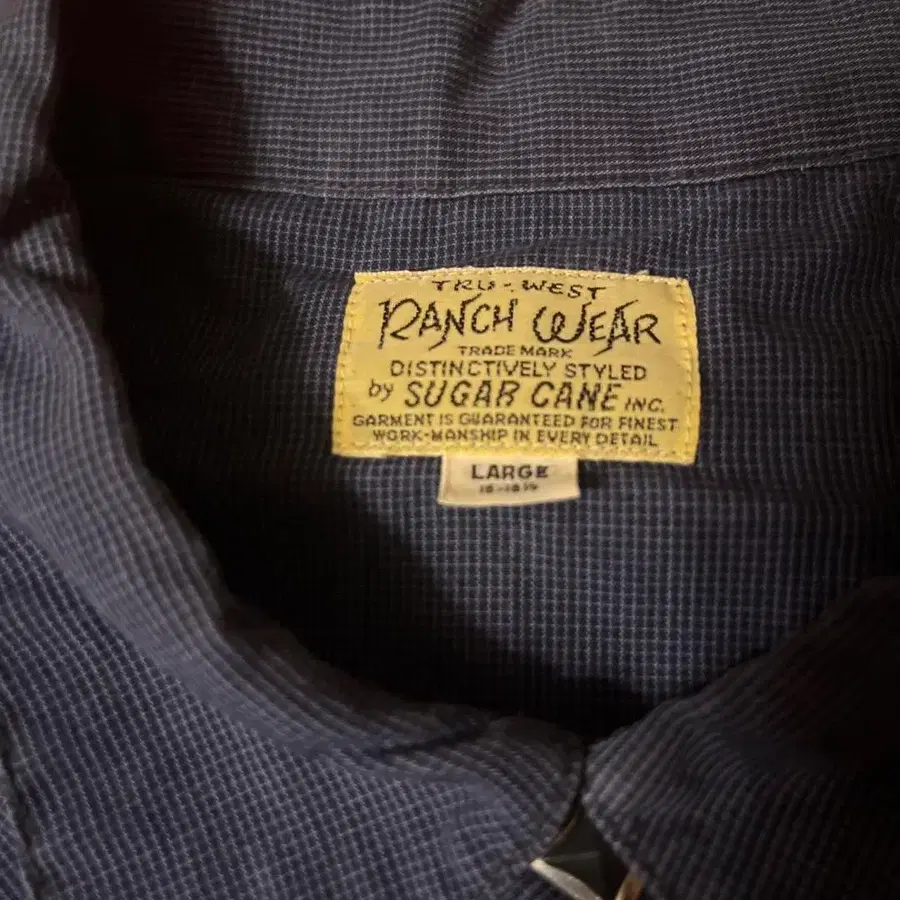 TRU-WEST
RANCH WEAR
TRADE MARK
DISTINCTIVELY STYLED
by SUGAR CANE INC.
GARMENT IS GUARANTEED FOR FINEST
WORK-MANSHIP IN EVERY DETAIL
LARGE